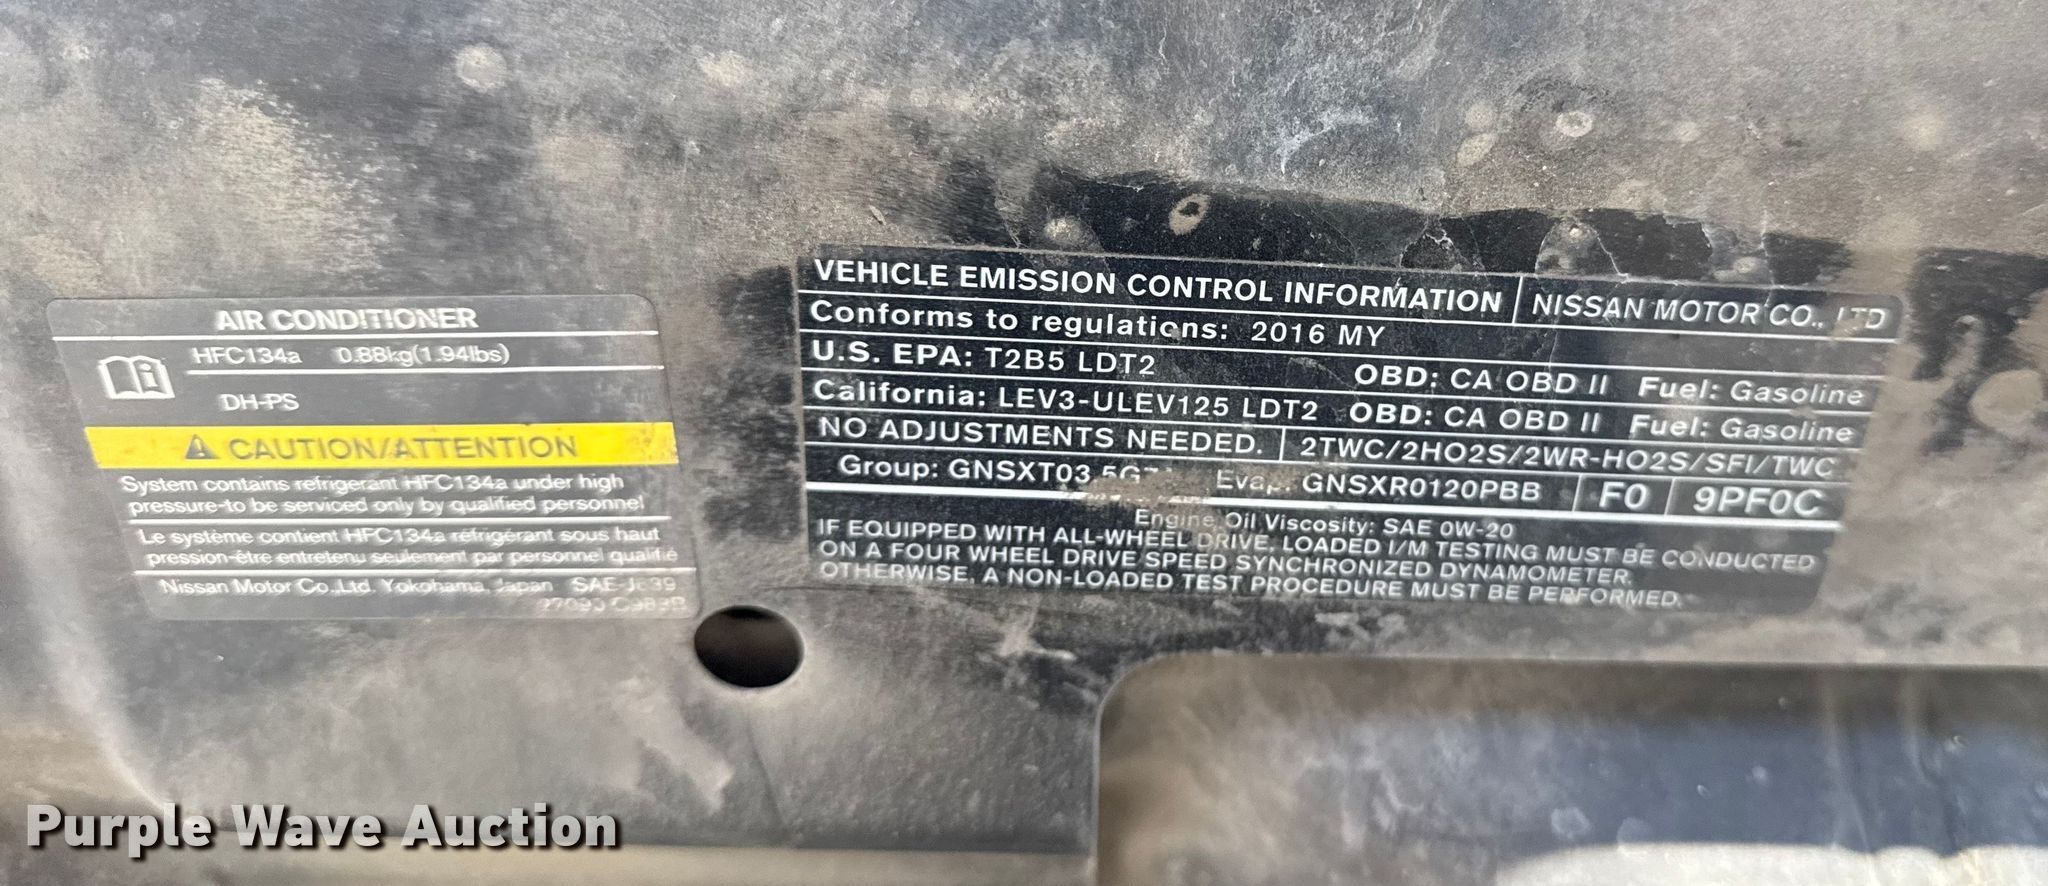 AIR CONDITIONER
HFC134a 0.88kg(1.94lbs)
DH-PS
CAUTION/ATTENTION
System contains refrigerant HFC134a under high
pressure-to be serviced only by qualified personnel
Le système contient HFC134a réfrigérant sous haut
pression-être entretenu seulement par personnel qualifié
Nissan Motor Co.,Ltd. Yokohama, Japan
VEHICLE EMISSION CONTROL INFORMATION NISSAN MOTOR CO., LTD
Conforms to regulations: 2016 MY
U.S. EPA: T2B5 LDT2 OBD: CA OBD II Fuel: Gasoline
California: LEV3-ULEV125 LDT2 OBD: CA OBD II Fuel: Gasoline
NO ADJUSTMENTS NEEDED. 2TWC/2HO2S/2WR-HO2S/SFI/TWC
Group: Evap: GNSXR0120PBB F0 9PF0C
Engine Oil Viscosity: SAE 0W-20
IF EQUIPPED WITH ALL-WHEEL DRIVE, LOADED I/M TESTING MUST BE CONDUCTED
ON A FOUR WHEEL DRIVE SPEED SYNCHRONIZED DYNAMOMETER.
OTHERWISE, A NON-LOADED TEST PROCEDURE MUST BE PERFORMED.
Purple Wave Auction